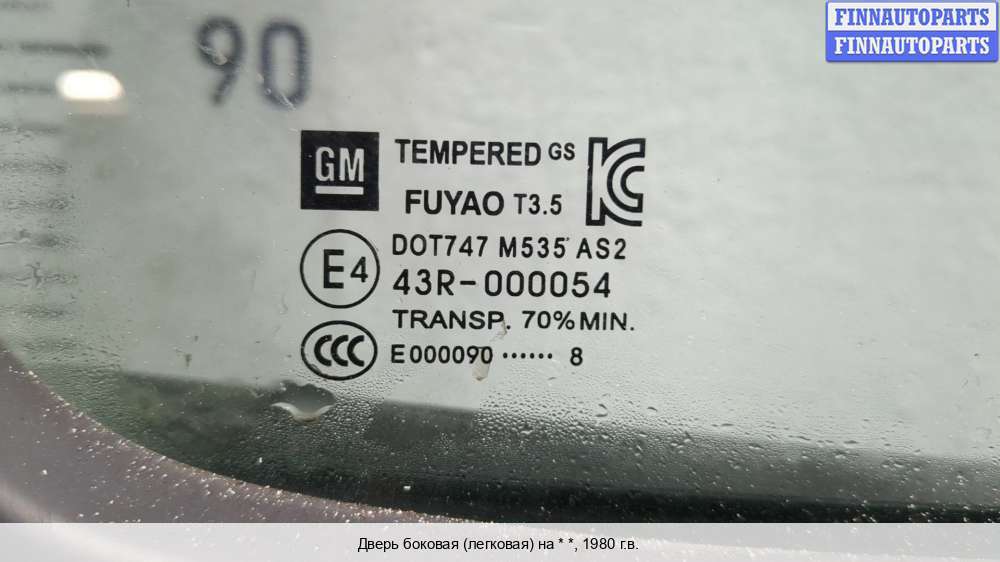 FINNAUTOPARTS
FINNAUTOPARTS
90
GM
TEMPERED GS
FUYAO T3.5
KC
DOT747 M535 AS2
E4
43R-000054
TRANSP. 70%MIN.
CCC
E000090 ······ 8
Дверь боковая (легковая) на * *, 1980 г.в.